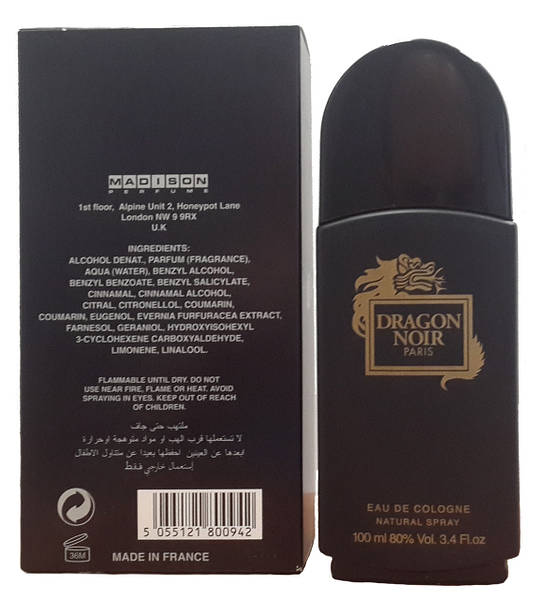 MADISON
PERFUME
1st floor, Alpine Unit 2, Honeypot Lane
London NW 9 9RX
U.K
INGREDIENTS:
ALCOHOL DENAT., PARFUM (FRAGRANCE),
AQUA (WATER), BENZYL ALCOHOL,
BENZYL BENZOATE, BENZYL SALICYLATE,
CINNAMAL, CINNAMAL ALCOHOL,
CITRAL, CITRONELLOL, COUMARIN,
COUMARIN, EUGENOL, EVERNIA FURFURACEA EXTRACT,
FARNESOL, GERANIOL, HYDROXYISOHEXYL
3-CYCLOHEXENE CARBOXYALDEHYDE,
LIMONENE, LINALOOL.
FLAMMABLE UNTIL DRY. DO NOT
USE NEAR FIRE, FLAME OR HEAT. AVOID
SPRAYING IN EYES. KEEP OUT OF REACH
OF CHILDREN.
ملتهب حتى جاف
لا تستعملها قرب الهب او مواد متوهجة اوحرارة
ابعدها عن العينين احفظها بعيدا عن متناول الاطفال
إستعمال خارجي فقط
5 055121 800942
36M
MADE IN FRANCE
DRAGON
NOIR
PARIS
EAU DE COLOGNE
NATURAL SPRAY
100 ml 80% Vol. 3.4 Fl.oz